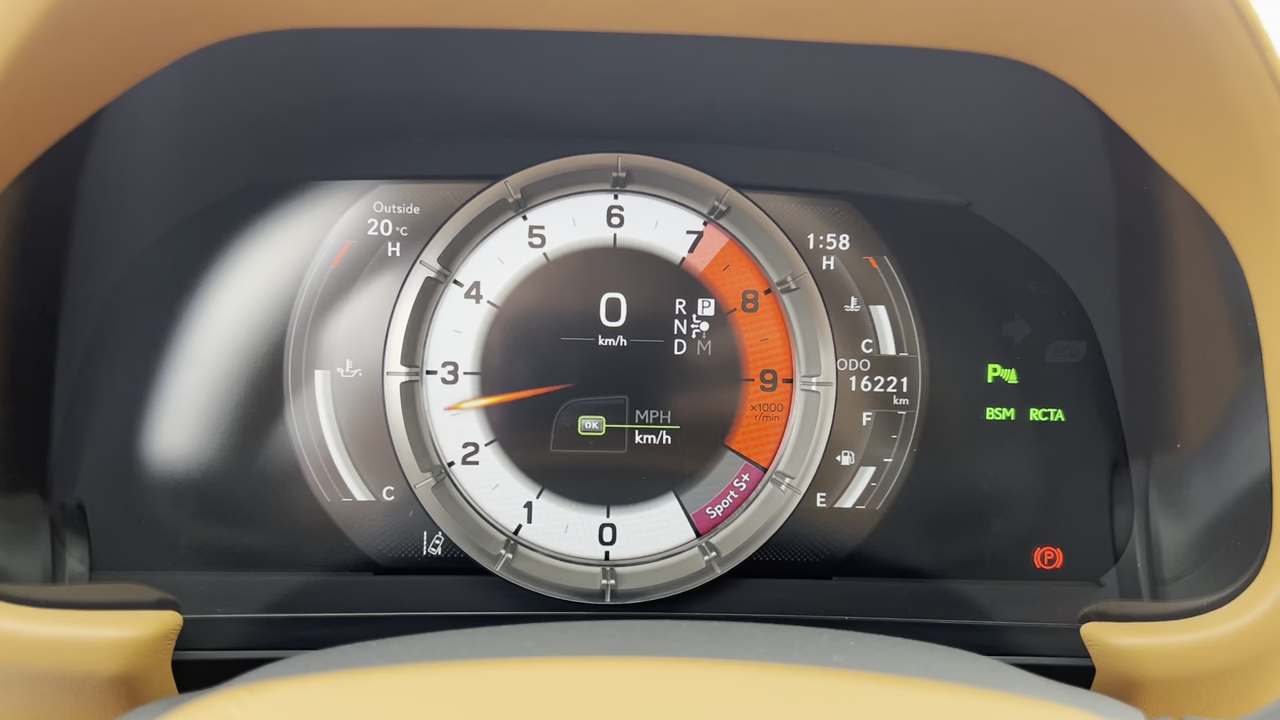 Outside
20 °C
H
C
6
5
7
4
8
3
9
2
1
0
x1000
r/min
Sport S+
0
km/h
R P
N
D M
OK MPH
km/h
1:58
H
C
ODO
16221
km
F
E
P
BSM RCTA
P